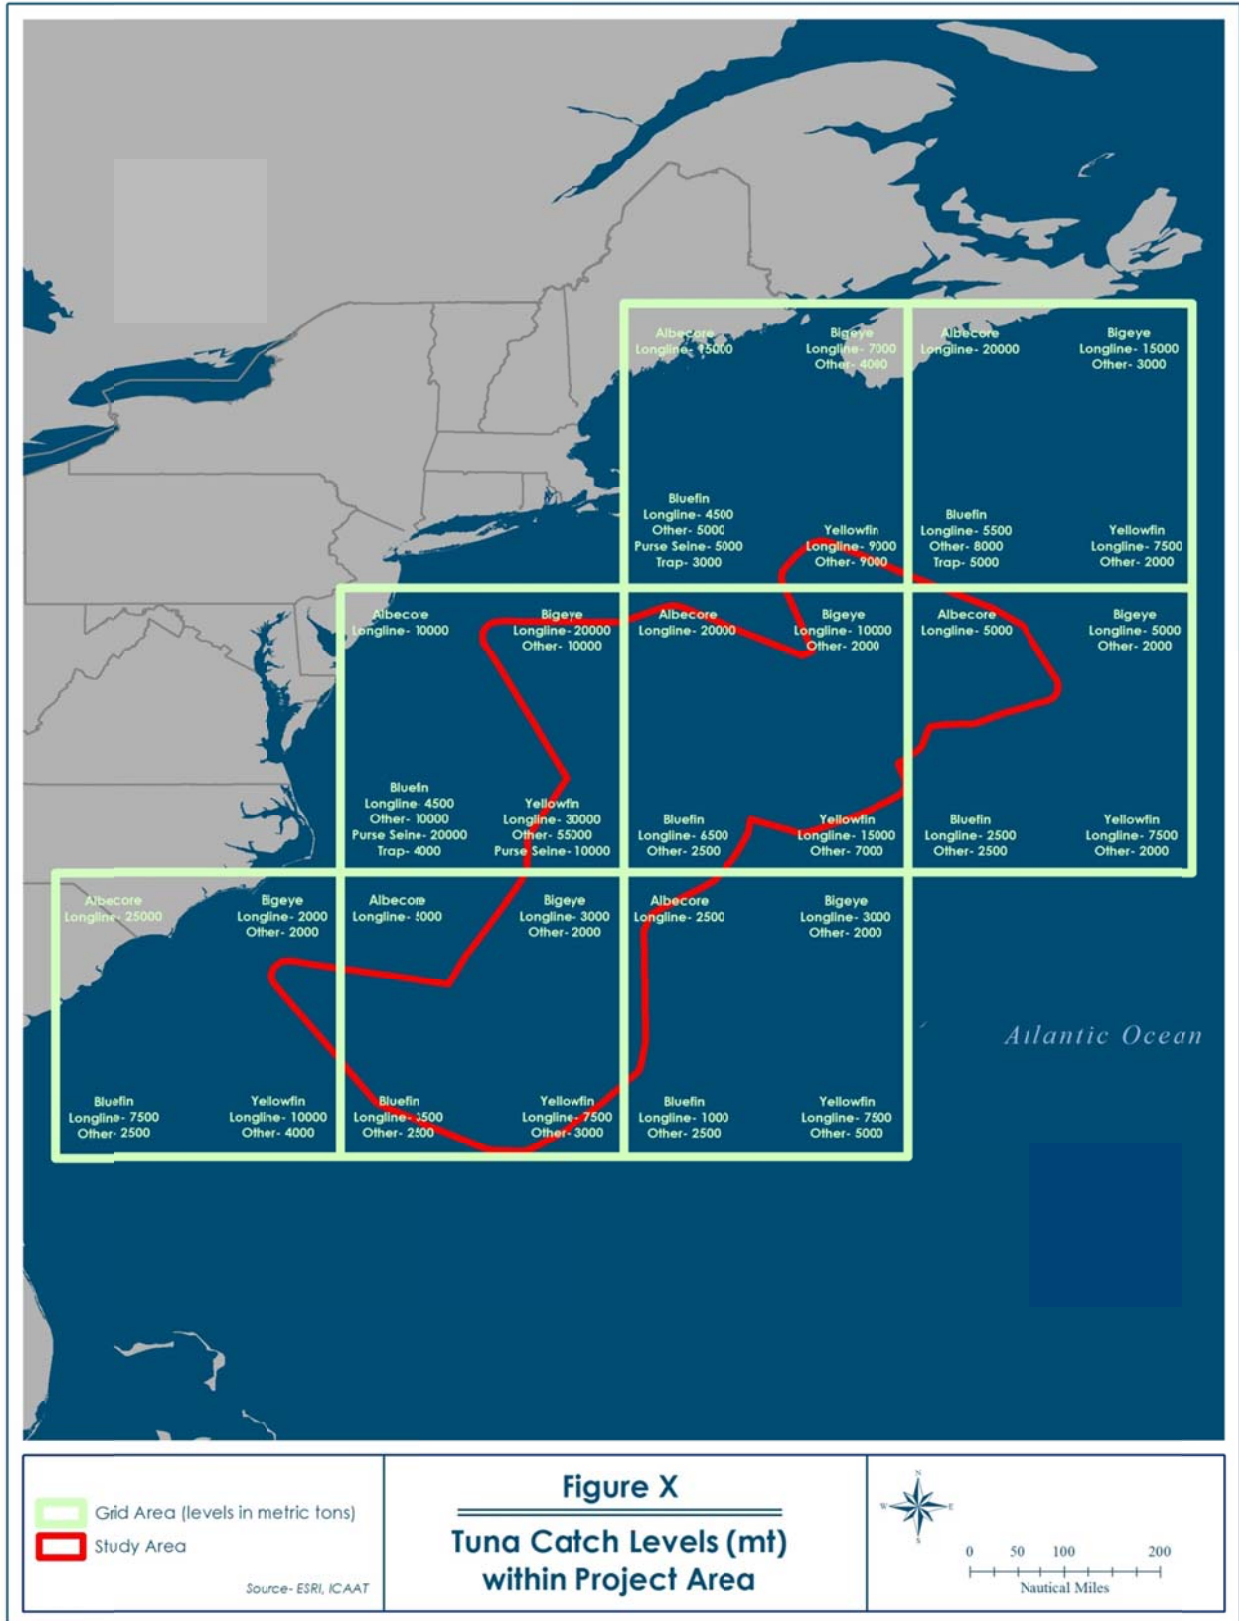 Albecore
Longline- 15000
Bigeye
Longline- 7000
Other- 4000
Albecore
Longline- 20000
Bigeye
Longline- 15000
Other- 3000
Bluefin
Longline- 4500
Other- 5000
Purse Seine- 5000
Trap- 3000
Yellowfin
Longline- 9000
Other- 9000
Bluefin
Longline- 5500
Other- 8000
Trap- 5000
Yellowfin
Longline- 7500
Other- 2000
Albecore
Longline- 10000
Bigeye
Longline- 20000
Other- 10000
Albecore
Longline- 20000
Bigeye
Longline- 10000
Other- 2000
Albecore
Longline- 5000
Bigeye
Longline- 5000
Other- 2000
Bluefin
Longline- 4500
Other- 10000
Purse Seine- 20000
Trap- 4000
Yellowfin
Longline- 30000
Other- 55000
Purse Seine- 10000
Bluefin
Longline- 6500
Other- 2500
Yellowfin
Longline- 15000
Other- 7000
Bluefin
Longline- 2500
Other- 2500
Yellowfin
Longline- 7500
Other- 2000
Albecore
Longline- 25000
Bigeye
Longline- 2000
Other- 2000
Albecore
Longline- 5000
Bigeye
Longline- 3000
Other- 2000
Albecore
Longline- 2500
Bigeye
Longline- 3000
Other- 2000
Atlantic Ocean
Bluefin
Longline- 7500
Other- 2500
Yellowfin
Longline- 10000
Other- 4000
Bluefin
Longline-
Other- 2500
Yellowfin
Longline- 7500
Other- 3000
Bluefin
Longline- 1000
Other- 2500
Yellowfin
Longline- 7500
Other- 5000
Grid Area (levels in metric tons)
Study Area
Source- ESRI, ICAAT
Figure X
Tuna Catch Levels (mt)
within Project Area
N
W E
S
0 50 100 200
Nautical Miles